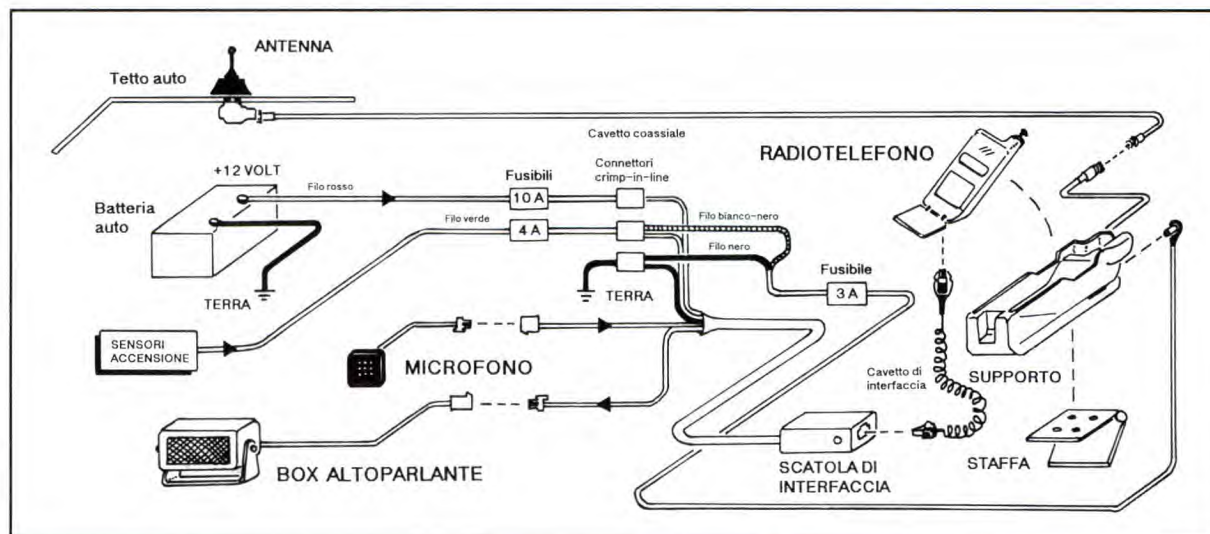 ANTENNA
Tetto auto
Cavetto coassiale
RADIOTELEFONO
+12 VOLT
Filo rosso
Fusibili
Connettori
crimp-in-line
10 A
Batteria
auto
Filo verde
4 A
Filo bianco-nero
Filo nero
TERRA
TERRA
Fusibile
3 A
SENSORI
ACCENSIONE
MICROFONO
Cavetto di
interfaccia
SUPPORTO
BOX ALTOPARLANTE
SCATOLA DI
INTERFACCIA
STAFFA